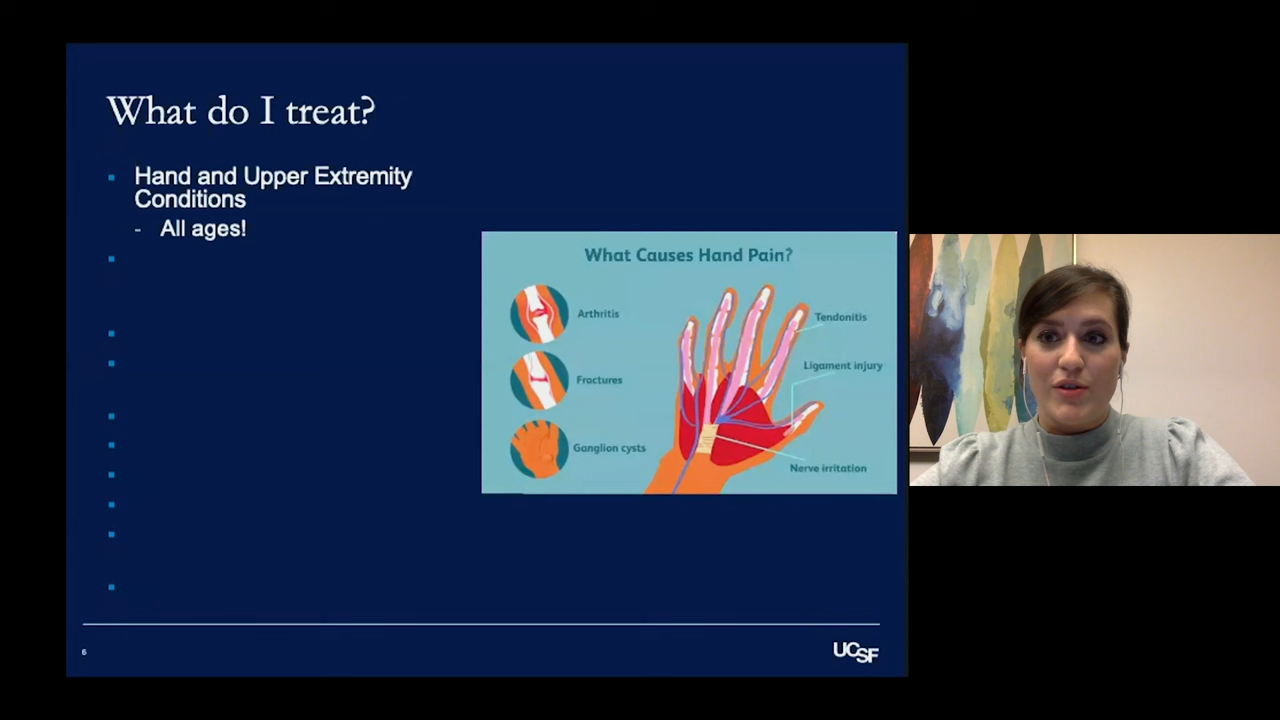 What do I treat?
Hand and Upper Extremity
Conditions
- All ages!
What Causes Hand Pain?
Arthritis
Fractures
Ganglion cysts
Tendonitis
Ligament injury
Nerve irritation
6
UCSF